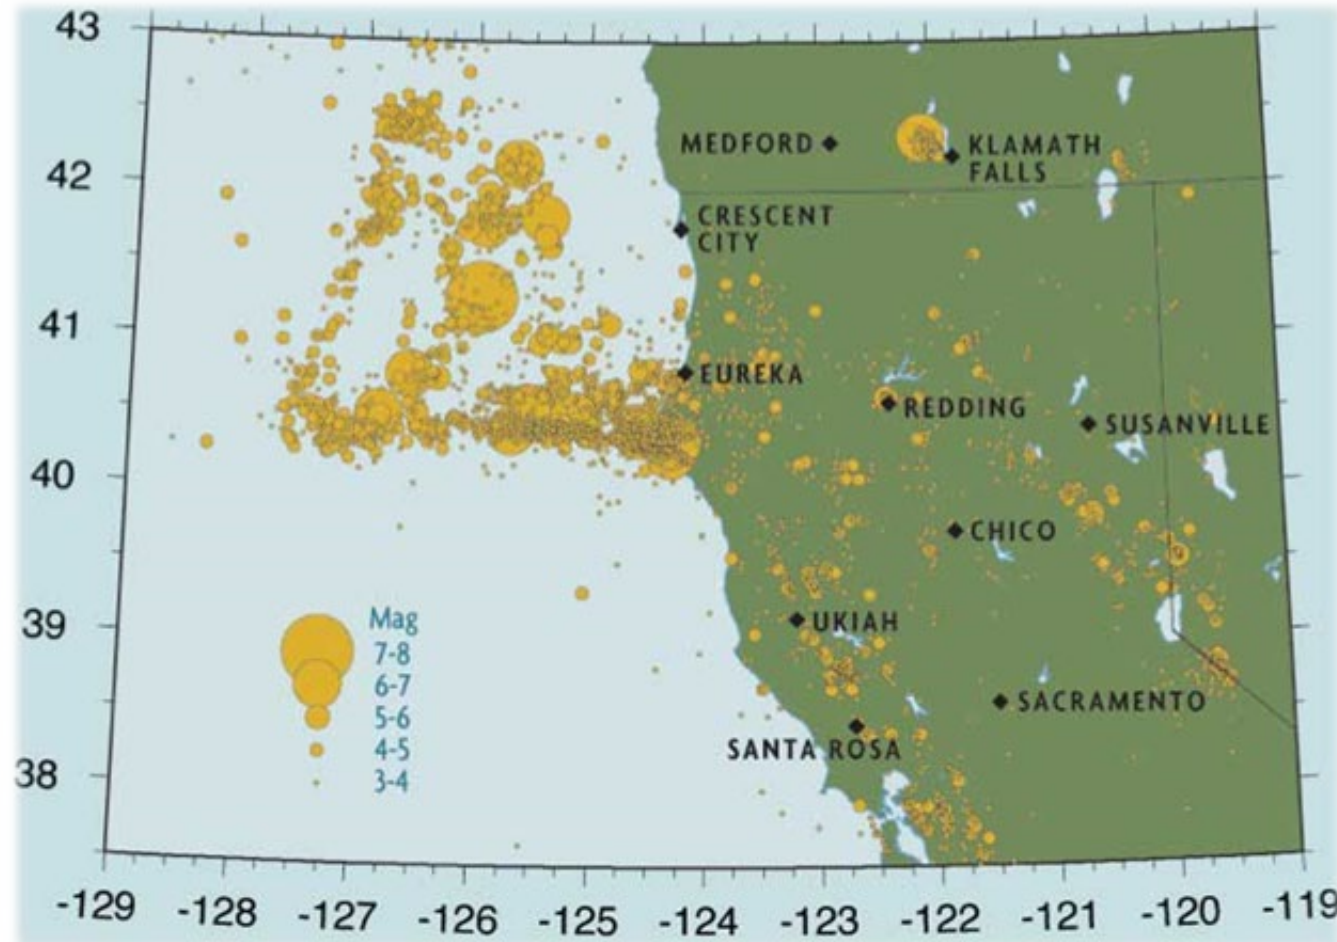 43
42
41
40
39
38
MEDFORD
KLAMATH
FALLS
CRESCENT
CITY
EUREKA
REDDING
SUSANVILLE
CHICO
UKIAH
SACRAMENTO
SANTA ROSA
Mag
7-8
6-7
5-6
4-5
3-4
-129 -128 -127 -126 -125 -124 -123 -122 -121 -120 -119